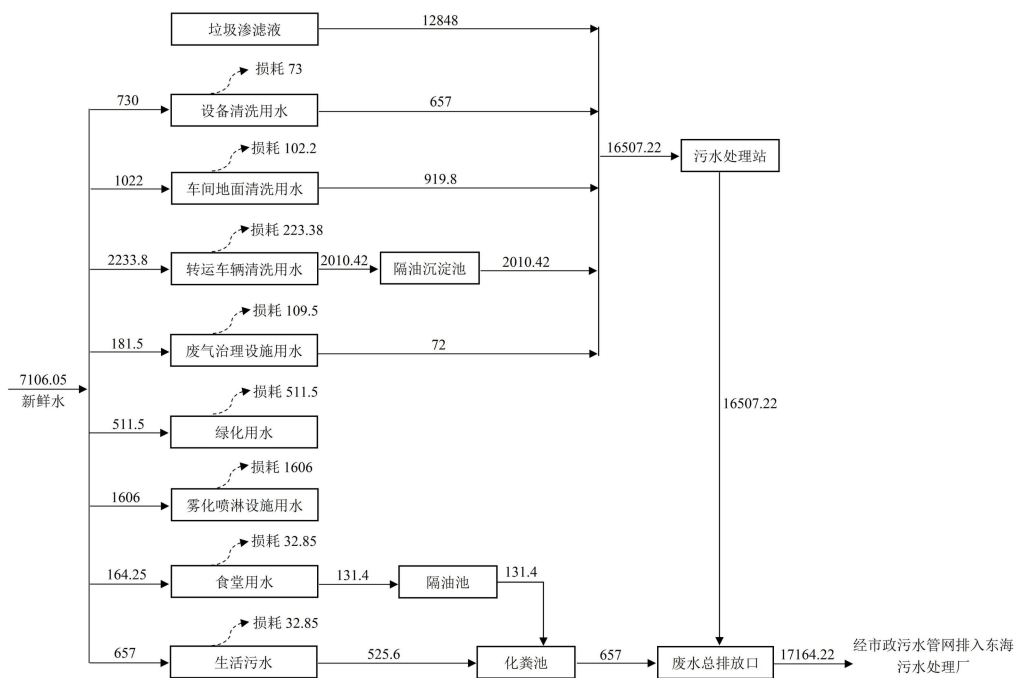 垃圾渗滤液
12848
损耗 73
730
设备清洗用水
657
损耗 102.2
16507.22
污水处理站
1022
车间地面清洗用水
919.8
损耗 223.38
2233.8
转运车辆清洗用水
2010.42
隔油沉淀池
2010.42
损耗 109.5
181.5
废气治理设施用水
72
7106.05
新鲜水
损耗 511.5
16507.22
511.5
绿化用水
损耗 1606
1606
雾化喷淋设施用水
损耗 32.85
164.25
食堂用水
131.4
隔油池
131.4
损耗 32.85
657
生活污水
525.6
化粪池
657
废水总排放口
17164.22
经市政污水管网排入东海
污水处理厂